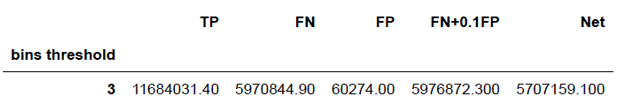 TP FN FP FN+0.1FP Net
bins threshold
3 11684031.40 5970844.90 60274.00 5976872.300 5707159.100